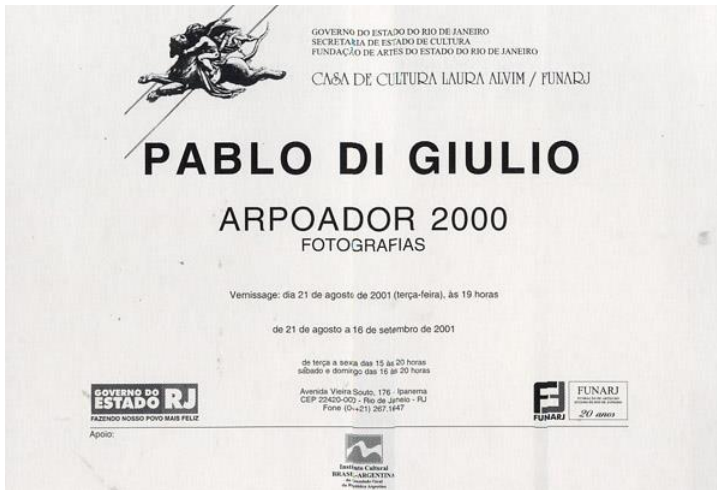 GOVERNO DO ESTADO DO RIO DE JANEIRO
SECRETARIA DE ESTADO DE CULTURA
FUNDAÇÃO DE ARTES DO ESTADO DO RIO DE JANEIRO
CASA DE CULTURA LAURA ALVIM / FUNARJ
PABLO DI GIULIO
ARPOADOR 2000
FOTOGRAFIAS
Vernissage: dia 21 de agosto de 2001 (terça-feira), às 19 horas
de 21 de agosto a 16 de setembro de 2001
de terça a sexta das 15 às 20 horas
sábado e domingo das 16 às 20 horas
Avenida Vieira Souto, 176 - Ipanema
CEP 22420-000 - Rio de Janeiro - RJ
Fone (0xx21) 267.1647
GOVERNO DO
ESTADO RJ
FAZENDO NOSSO POVO MAIS FELIZ
FUNARJ
FUNARJ
20 anos
Apoio:
Instituto Cultural
BRASIL-ARGENTINA